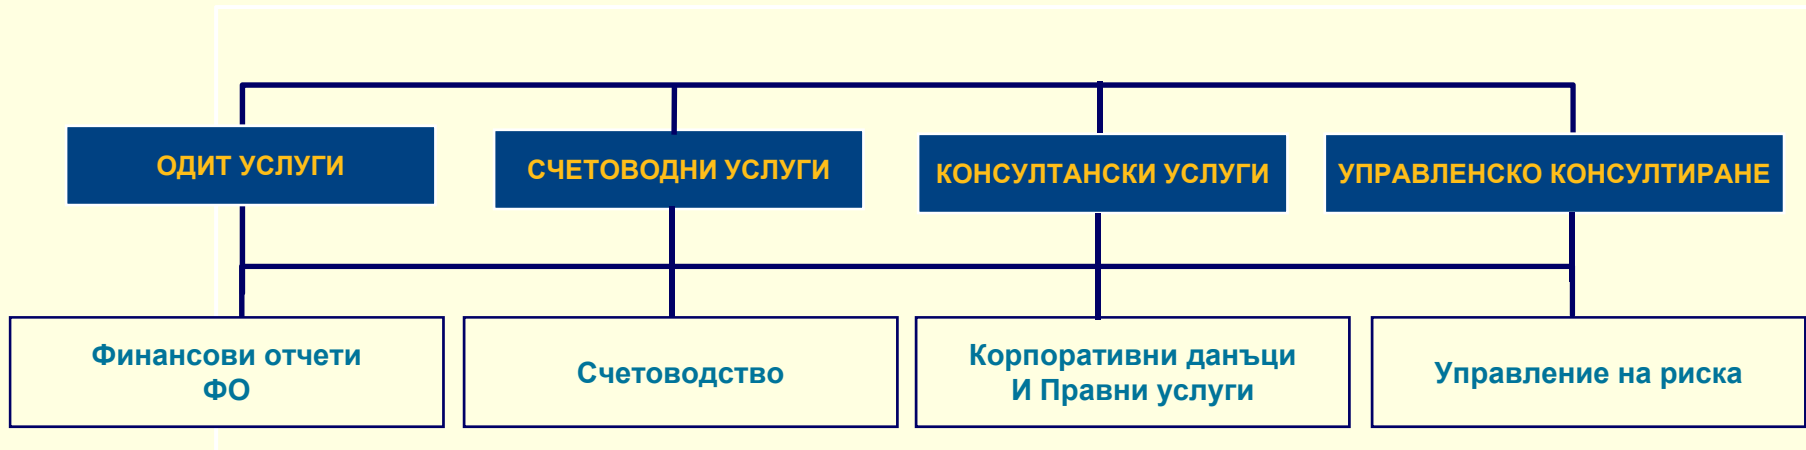 ОДИТ УСЛУГИ
СЧЕТОВОДНИ УСЛУГИ
КОНСУЛТАНСКИ УСЛУГИ
УПРАВЛЕНСКО КОНСУЛТИРАНЕ
Финансови отчети
ФО
Счетоводство
Корпоративни данъци
И Правни услуги
Управление на риска